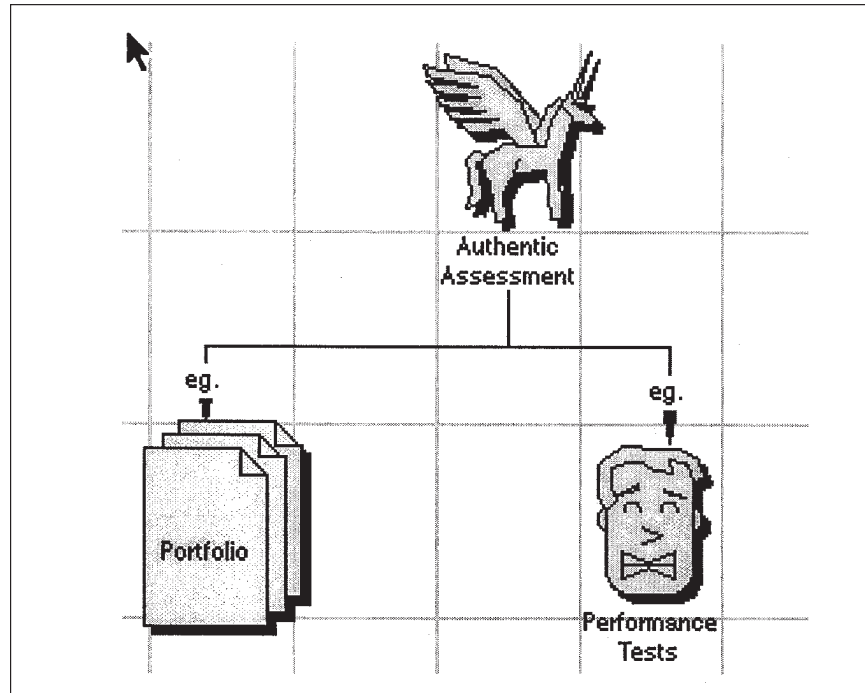 Authentic
Assessment
eg.
eg.
Portfolio
Performance
Tests